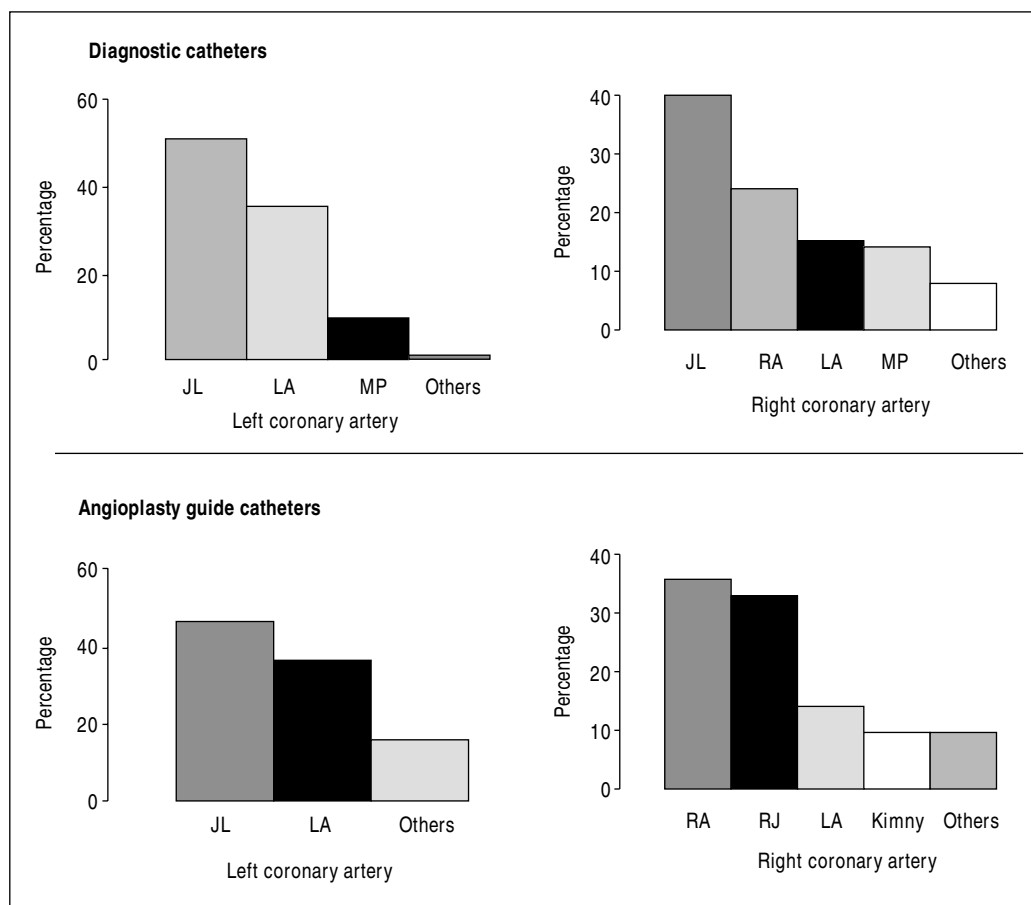 Diagnostic catheters
Percentage
60
40
20
0
JL LA MP Others
Left coronary artery
Percentage
40
30
20
10
0
JL RA LA MP Others
Right coronary artery
Angioplasty guide catheters
Percentage
60
40
20
0
JL LA Others
Left coronary artery
Percentage
40
30
20
10
0
RA RJ LA Kimny Others
Right coronary artery